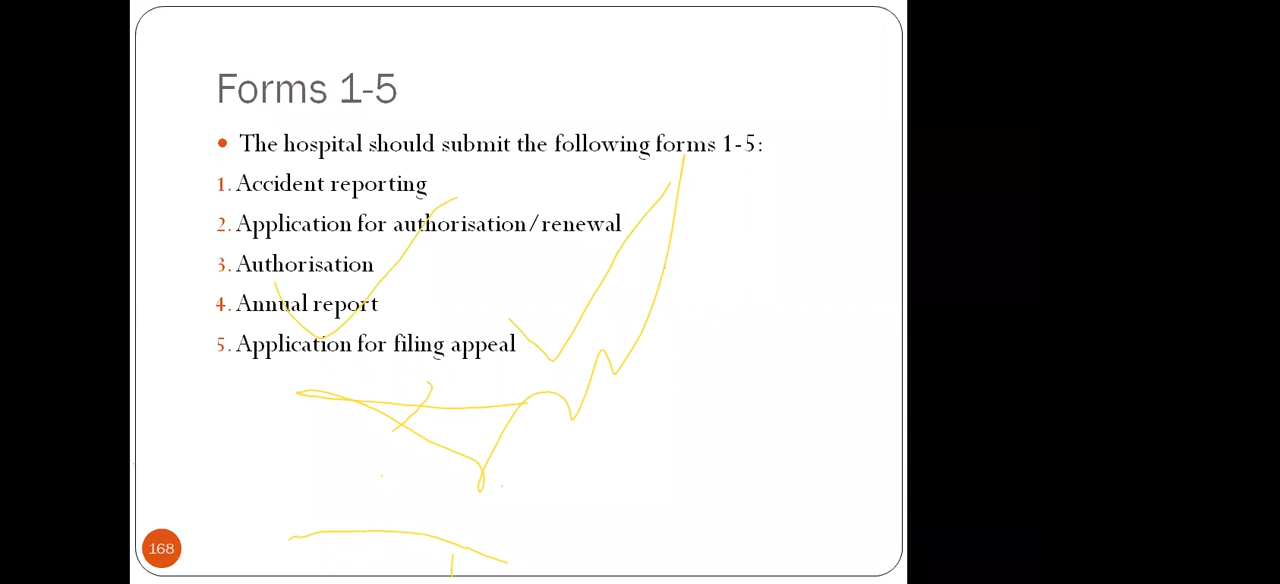 Forms 1-5
• The hospital should submit the following forms 1-5:
1. Accident reporting
2. Application for authorisation/renewal
3. Authorisation
4. Annual report
5. Application for filing appeal
168